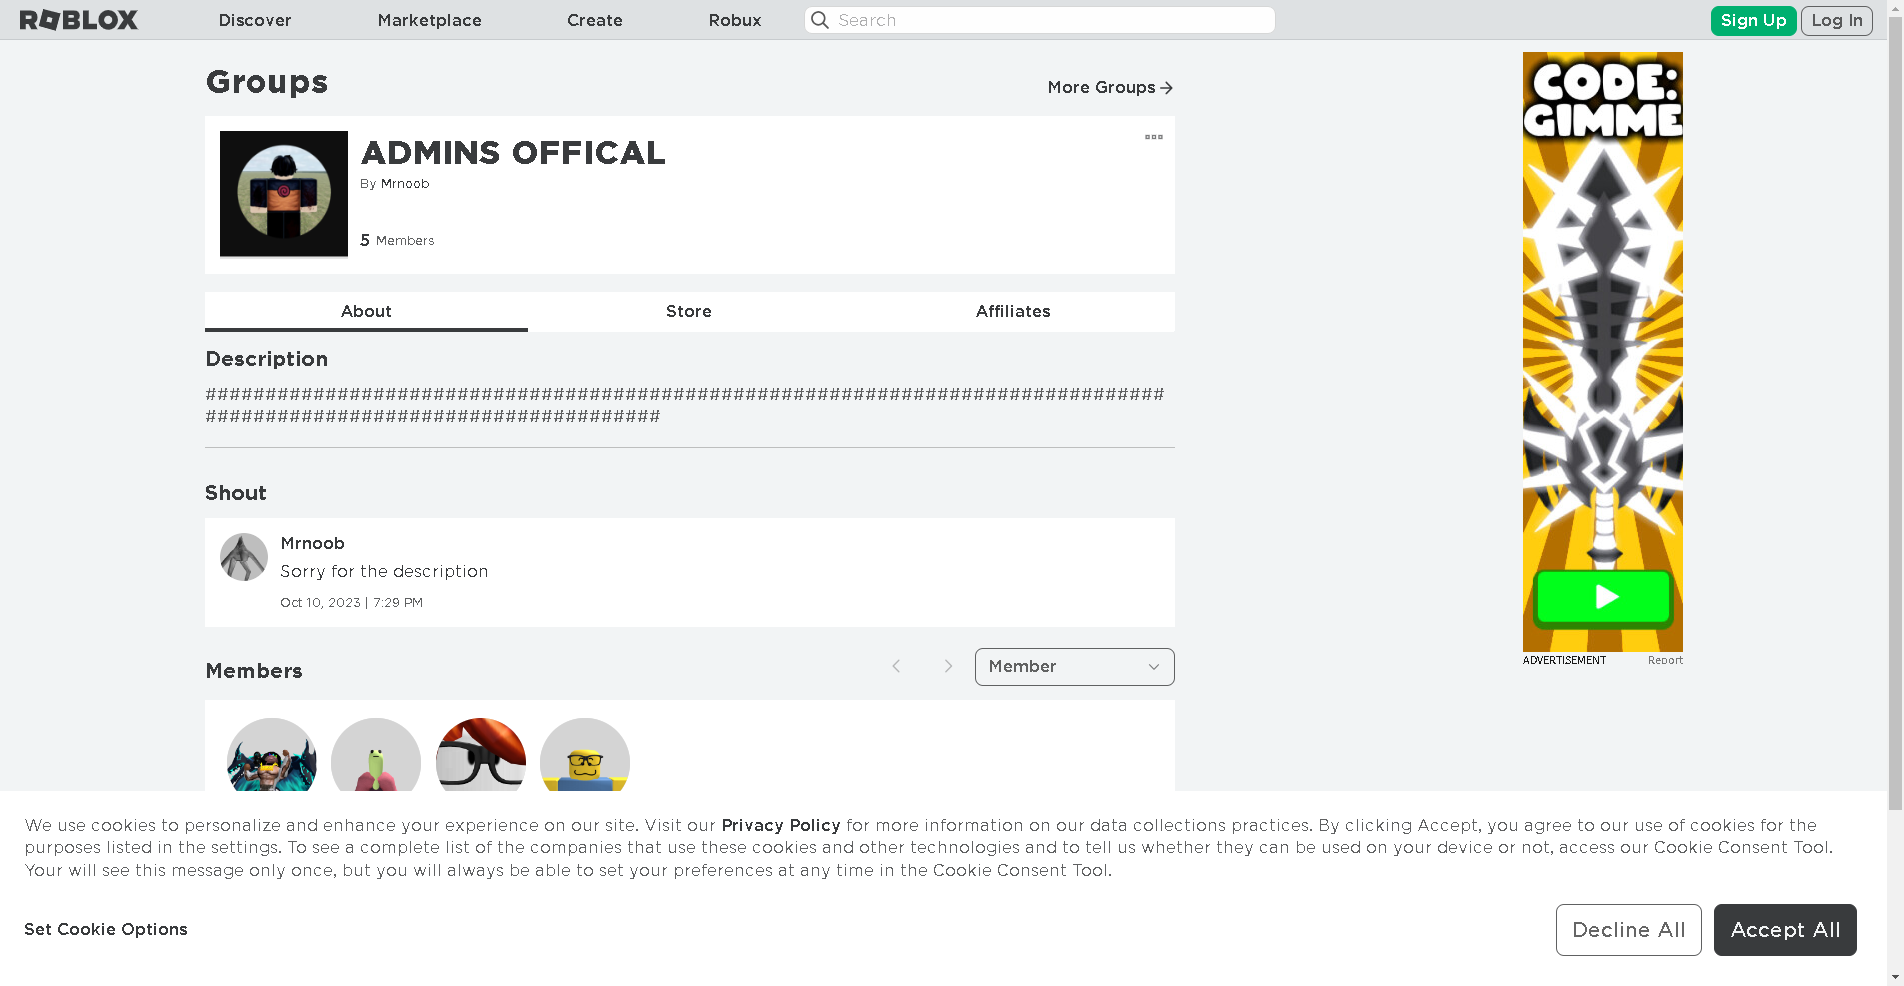 ROBLOX
Discover
Marketplace
Create
Robux
Search
Sign Up
Log In
Groups
More Groups
ADMINS OFFICAL
By Mrnoob
5 Members
About
Store
Affiliates
Description
################################################################################
######################################
Shout
Mrnoob
Sorry for the description
Oct 10, 2023 | 7:29 PM
Members
Member
CODE:
GIMME
ADVERTISEMENT
Report
We use cookies to personalize and enhance your experience on our site. Visit our Privacy Policy for more information on our data collections practices. By clicking Accept, you agree to our use of cookies for the
purposes listed in the settings. To see a complete list of the companies that use these cookies and other technologies and to tell us whether they can be used on your device or not, access our Cookie Consent Tool.
Your will see this message only once, but you will always be able to set your preferences at any time in the Cookie Consent Tool.
Set Cookie Options
Decline All
Accept All